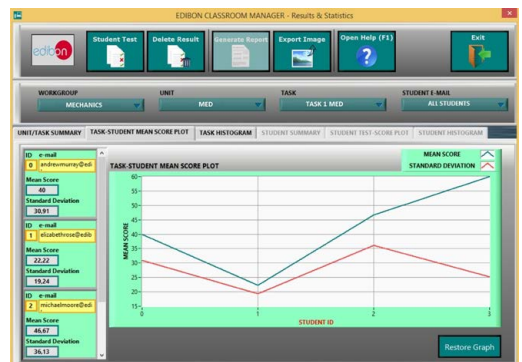 EDIBON CLASSROOM MANAGER - Results & Statistics
edibon
Student Test
Delete Result
Generate Report
Export Image
Open Help (F1)
Exit
WORKGROUP
UNIT
TASK
STUDENT E-MAIL
MECHANICS
MED
TASK 1 MED
ALL STUDENTS
UNIT/TASK SUMMARY
TASK-STUDENT MEAN SCORE PLOT
TASK HISTOGRAM
STUDENT SUMMARY
STUDENT TEST-SCORE PLOT
STUDENT HISTOGRAM
ID e-mail
0 andrewmurray@edi
Mean Score
40
Standard Deviation
30,91
ID e-mail
1 elizabethrose@edib
Mean Score
22,22
Standard Deviation
19,24
ID e-mail
2 michaelmoore@edi
Mean Score
46,67
Standard Deviation
36,13
TASK-STUDENT MEAN SCORE PLOT
MEAN SCORE
STANDARD DEVIATION
MEAN SCORE
60
55
50
45
40
35
30
25
20
15
0
1
2
3
STUDENT ID
Restore Graph